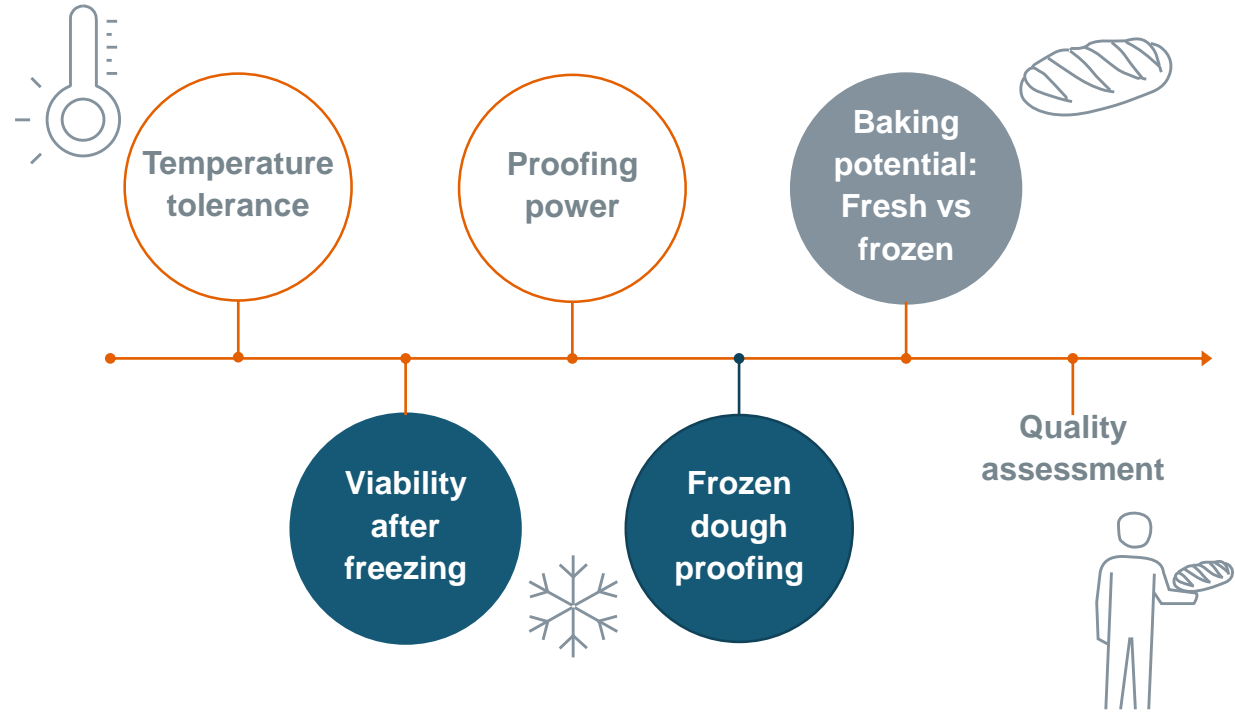 Temperature
tolerance
Viability
after
freezing
Proofing
power
Frozen
dough
proofing
Baking
potential:
Fresh vs
frozen
Quality
assessment